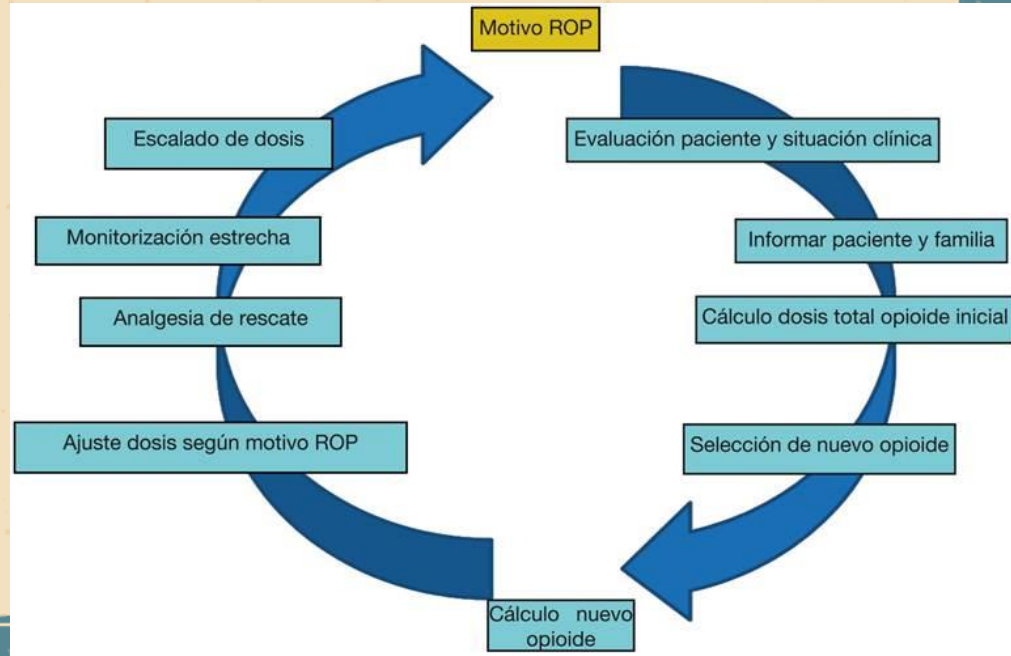 Motivo ROP
Evaluación paciente y situación clínica
Informar paciente y familia
Cálculo dosis total opioide inicial
Selección de nuevo opioide
Cálculo nuevo
opioide
Ajuste dosis según motivo ROP
Analgesia de rescate
Monitorización estrecha
Escalado de dosis